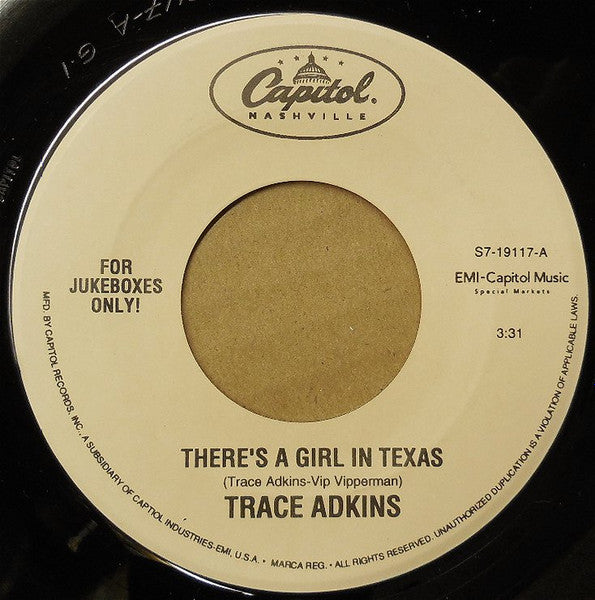 Capitol®
NASHVILLE
FOR
JUKEBOXES
ONLY!
S7-19117-A
EMI-Capitol Music
Special Markets
3:31
THERE'S A GIRL IN TEXAS
(Trace Adkins-Vip Vipperman)
TRACE ADKINS
MFD. BY CAPITOL RECORDS, INC., A SUBSIDIARY OF CAPTIOL INDUSTRIES-EMI, U.S.A. • MARCA REG. • ALL RIGHTS RESERVED. UNAUTHORIZED DUPLICATION IS A VIOLATION OF APPLICABLE LAWS.